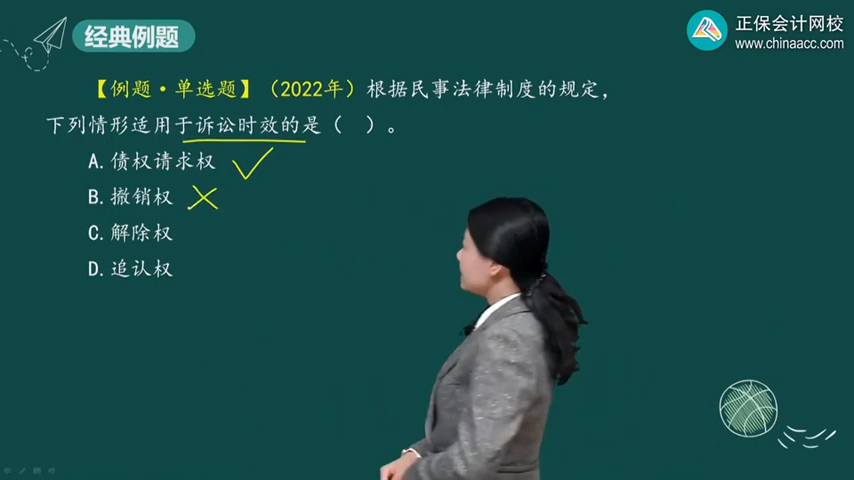 经典例题
正保会计网校
www.chinaacc.com
【例题·单选题】（2022年）根据民事法律制度的规定，
下列情形适用于诉讼时效的是（ ）。
A.债权请求权
B.撤销权
C.解除权
D.追认权